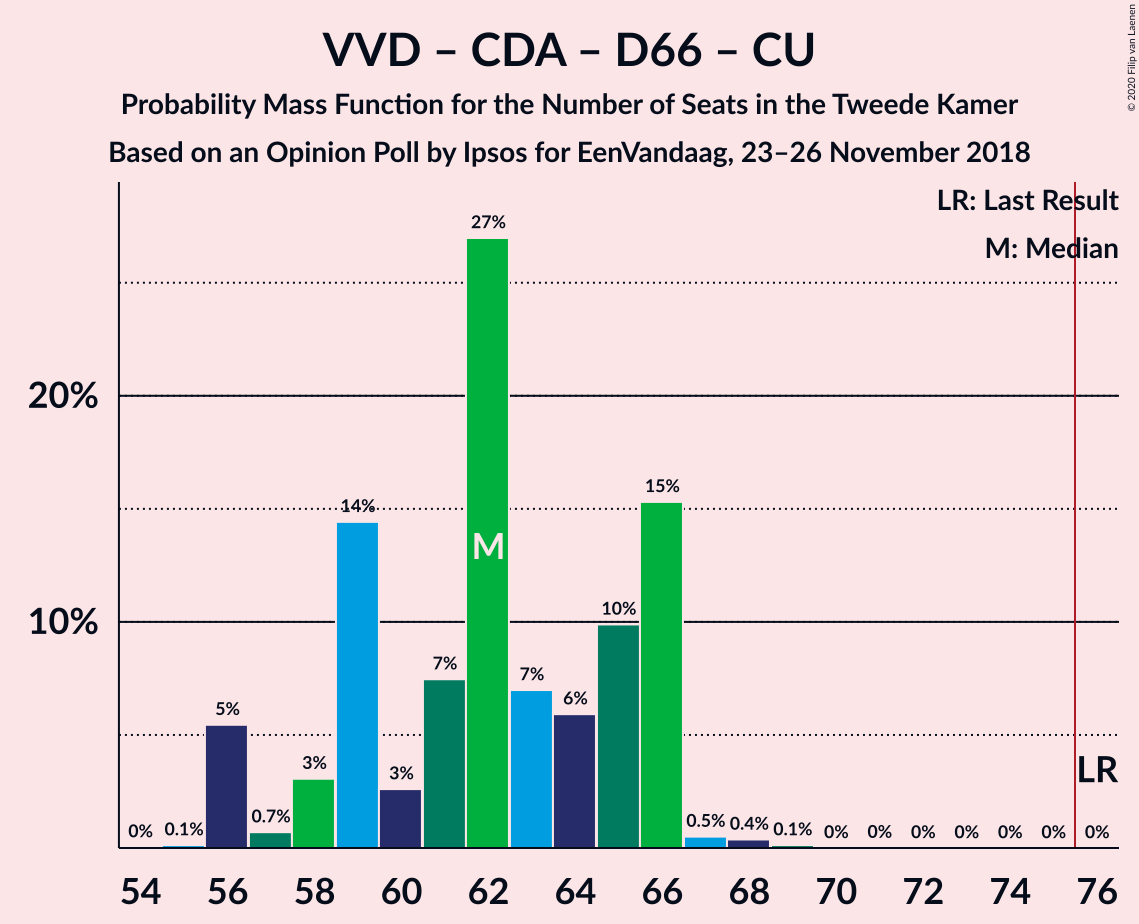 VVD – CDA – D66 – CU
Probability Mass Function for the Number of Seats in the Tweede Kamer
Based on an Opinion Poll by Ipsos for EenVandaag, 23–26 November 2018
© 2020 Filip van Laenen
LR: Last Result
M: Median
20%
10%
0%
0.1%
5%
0.7%
3%
14%
3%
7%
27%
M
7%
6%
10%
15%
0.5%
0.4%
0.1%
0%
0%
0%
0%
0%
0%
0%
LR
54 56 58 60 62 64 66 68 70 72 74 76